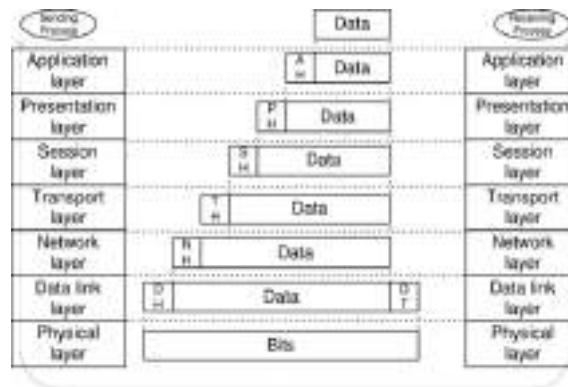 Sending
Process
Data
Receiving
Process
Application
layer
A
H
Data
Application
layer
Presentation
layer
P
H
Data
Presentation
layer
Session
layer
S
H
Data
Session
layer
Transport
layer
T
H
Data
Transport
layer
Network
layer
N
H
Data
Network
layer
Data link
layer
D
H
Data
D
T
Data link
layer
Physical
layer
Bits
Physical
layer